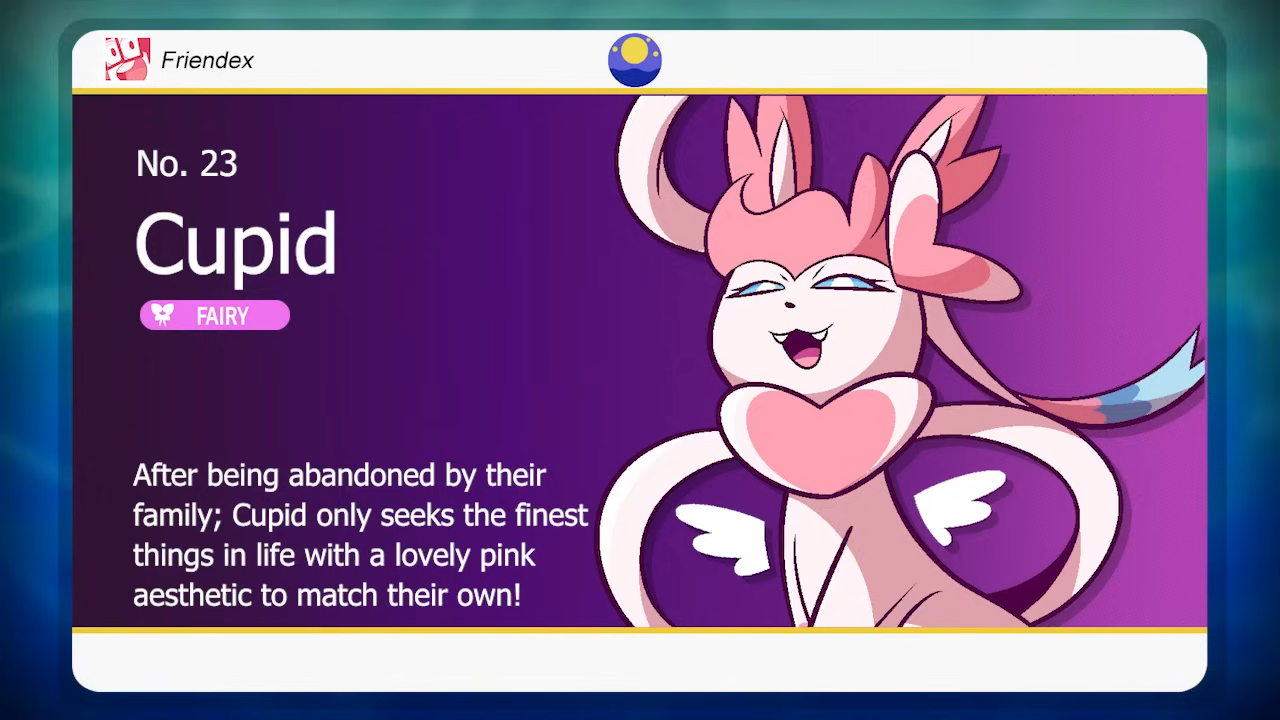 Friendex
No. 23
Cupid
FAIRY
After being abandoned by their
family; Cupid only seeks the finest
things in life with a lovely pink
aesthetic to match their own!